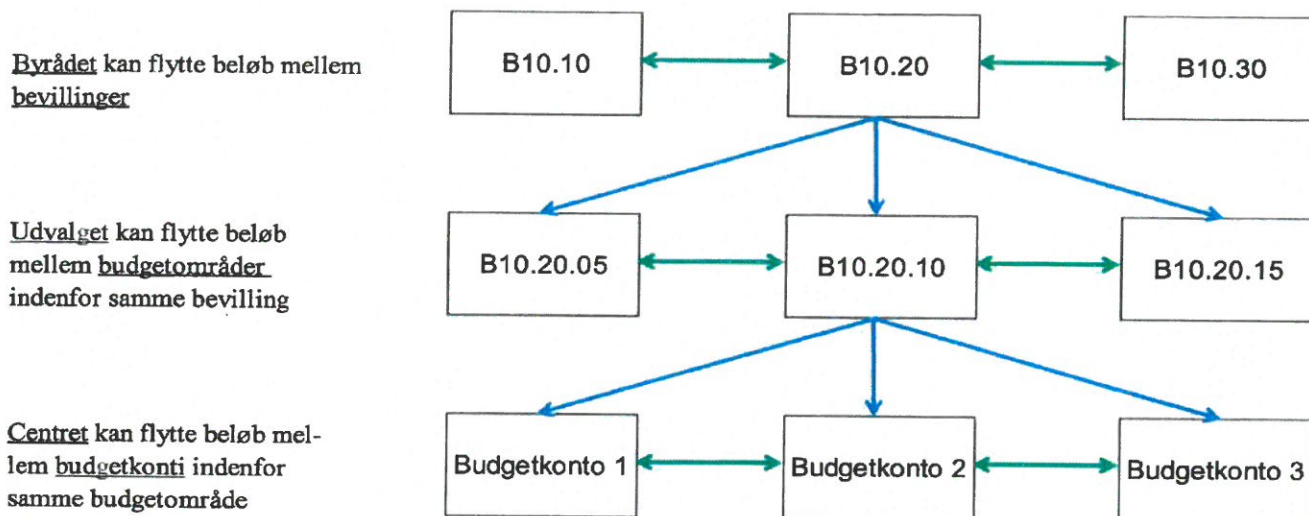 Byrådet kan flytte beløb mellem
bevillinger
B10.10
B10.20
B10.30
Udvalget kan flytte beløb
mellem budgetområder
indenfor samme bevilling
B10.20.05
B10.20.10
B10.20.15
Centret kan flytte beløb mel-
lem budgetkonti indenfor
samme budgetområde
Budgetkonto 1
Budgetkonto 2
Budgetkonto 3